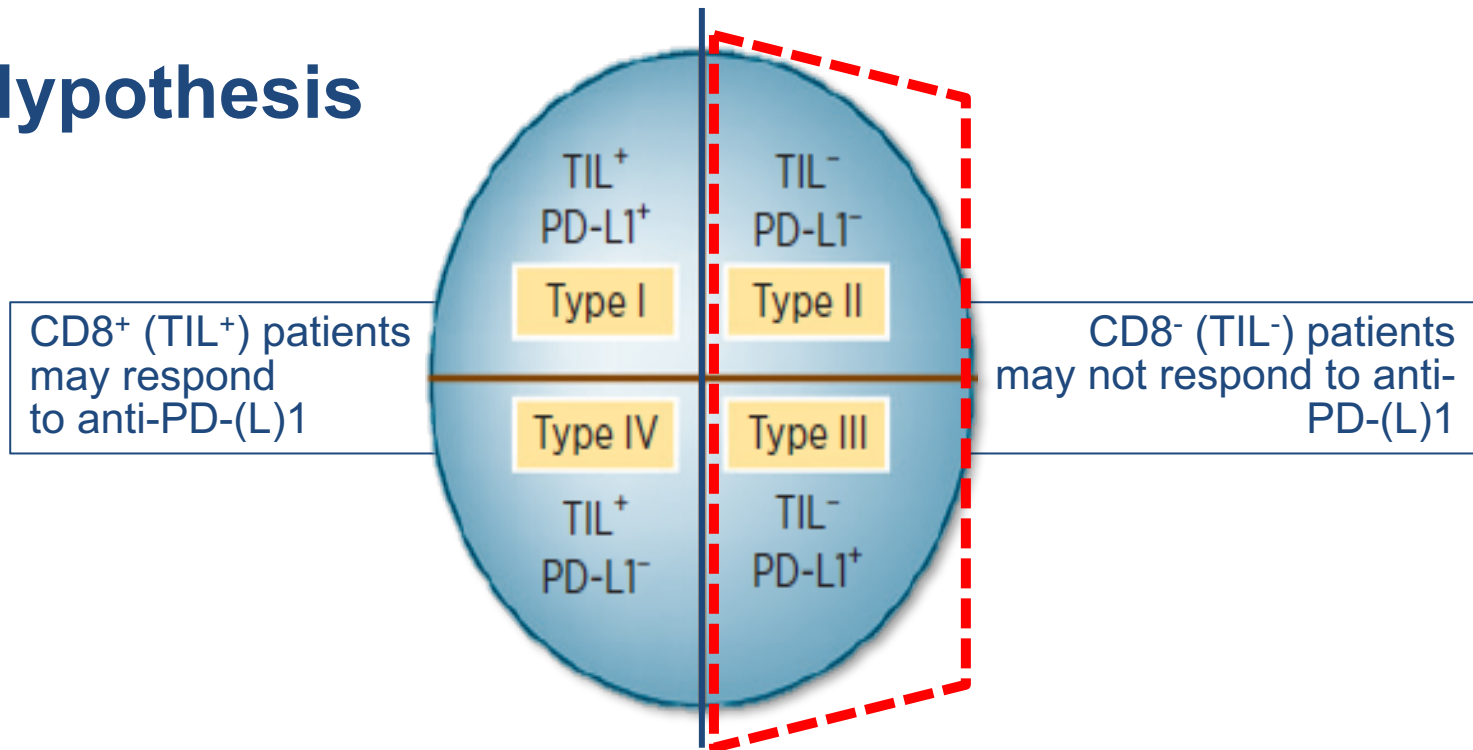 Hypothesis
TIL⁺
PD-L1⁺
Type I
TIL⁻
PD-L1⁻
Type II
CD8⁺ (TIL⁺) patients
may respond
to anti-PD-(L)1
CD8⁻ (TIL⁻) patients
may not respond to anti-
PD-(L)1
Type IV
TIL⁺
PD-L1⁻
Type III
TIL⁻
PD-L1⁺